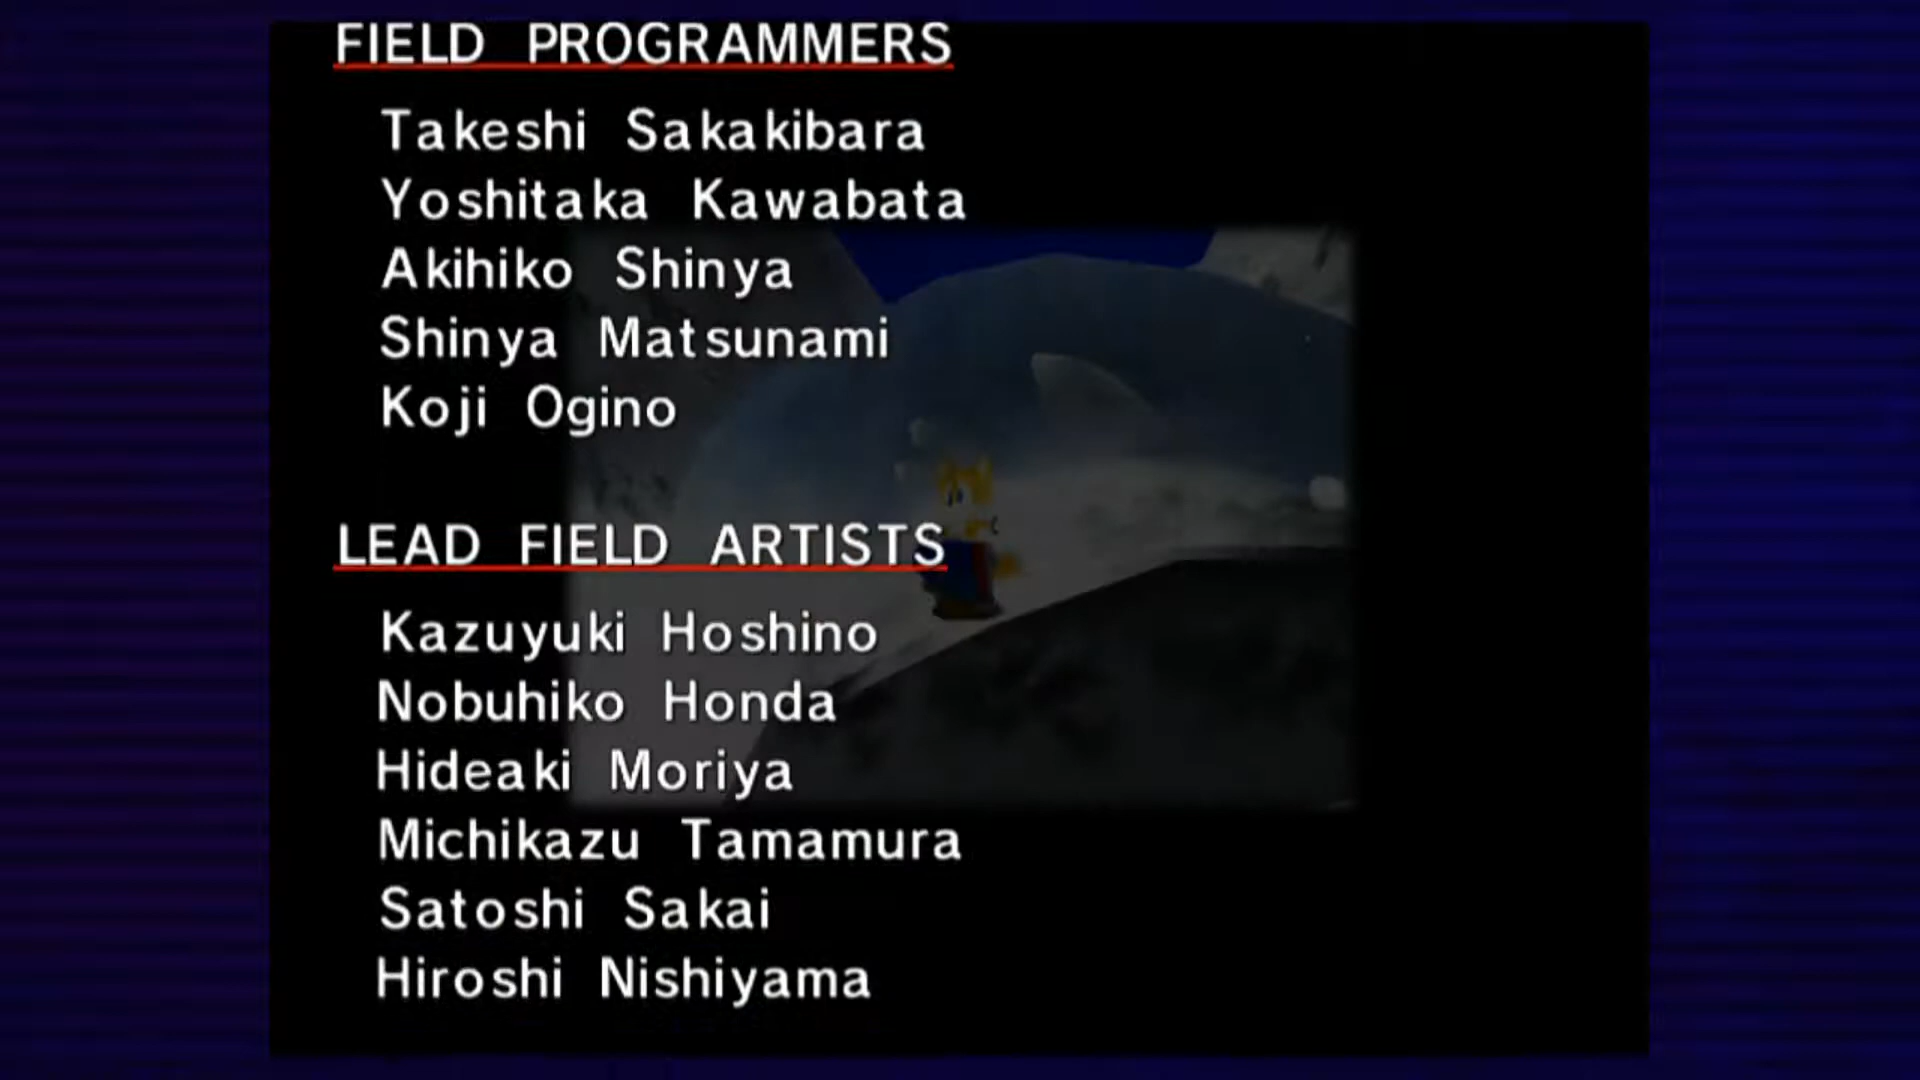 FIELD PROGRAMMERS
Takeshi Sakakibara
Yoshitaka Kawabata
Akihiko Shinya
Shinya Matsunami
Koji Ogino
LEAD FIELD ARTISTS
Kazuyuki Hoshino
Nobuhiko Honda
Hideaki Moriya
Michikazu Tamamura
Satoshi Sakai
Hiroshi Nishiyama